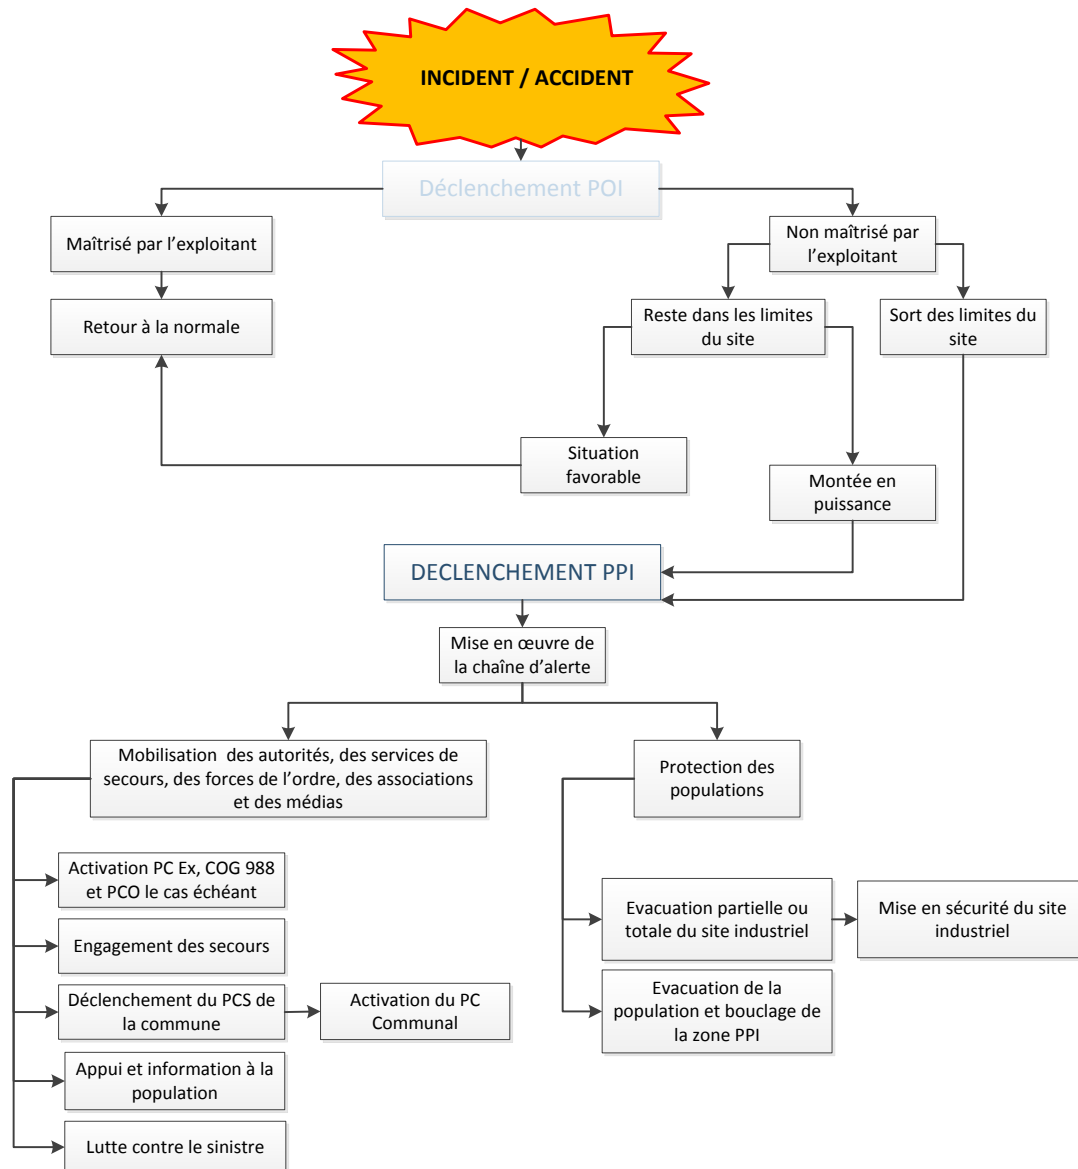 INCIDENT / ACCIDENT
Déclenchement POI
Maîtrisé par l'exploitant
Non maîtrisé par
l'exploitant
Retour à la normale
Reste dans les limites
du site
Sort des limites du
site
Situation
favorable
Montée en
puissance
DECLENCHEMENT PPI
Mise en œuvre de
la chaîne d'alerte
Mobilisation des autorités, des services de
secours, des forces de l'ordre, des associations
et des médias
Protection des
populations
Activation PC Ex, COG 988
et PCO le cas échéant
Engagement des secours
Déclenchement du PCS de
la commune
Activation du PC
Communal
Appui et information à la
population
Lutte contre le sinistre
Evacuation partielle ou
totale du site industriel
Mise en sécurité du site
industriel
Evacuation de la
population et bouclage de
la zone PPI